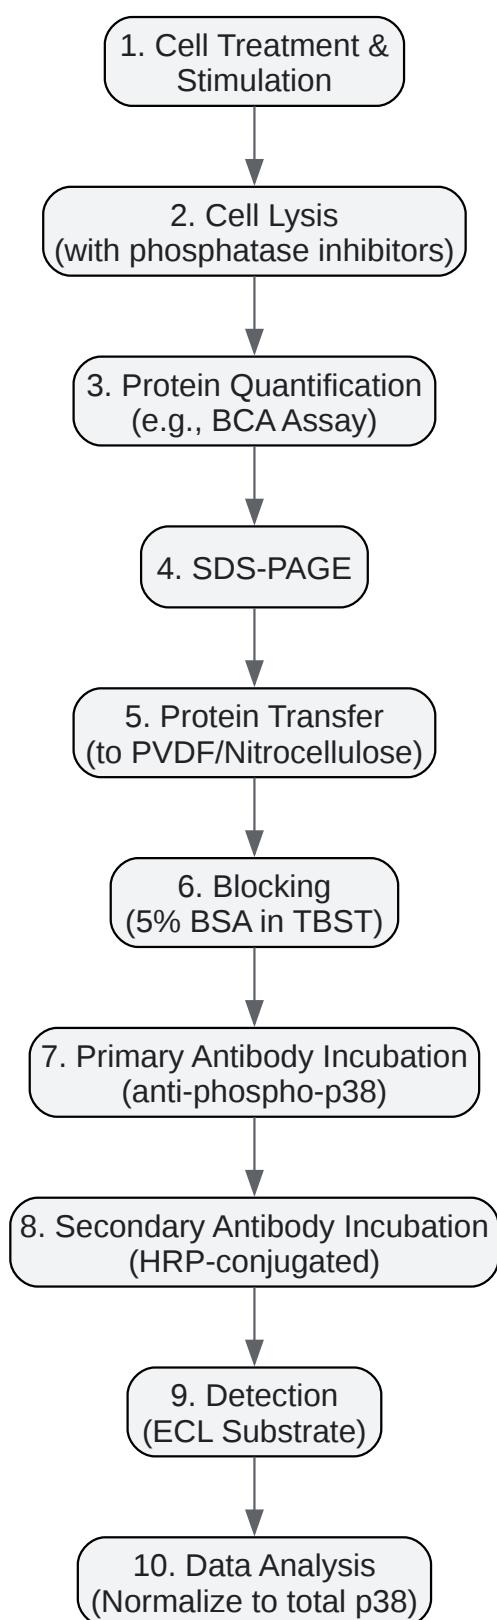 1. Cell Treatment &
Stimulation
2. Cell Lysis
(with phosphatase inhibitors)
3. Protein Quantification
(e.g., BCA Assay)
4. SDS-PAGE
5. Protein Transfer
(to PVDF/Nitrocellulose)
6. Blocking
(5% BSA in TBST)
7. Primary Antibody Incubation
(anti-phospho-p38)
8. Secondary Antibody Incubation
(HRP-conjugated)
9. Detection
(ECL Substrate)
10. Data Analysis
(Normalize to total p38)